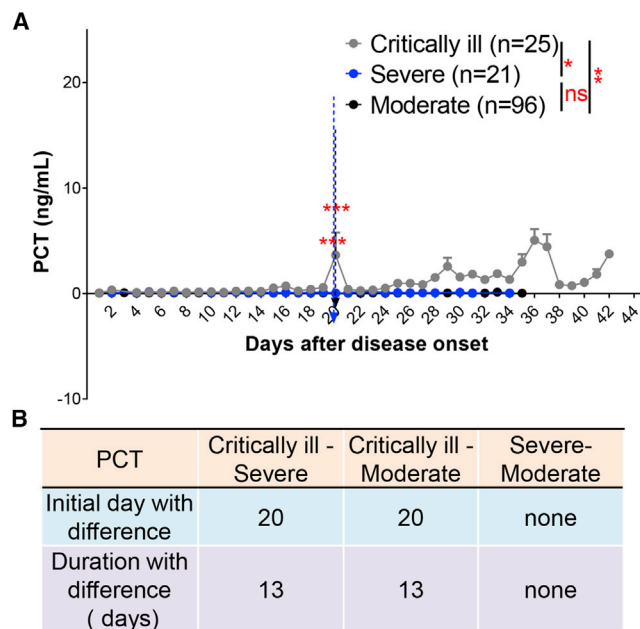 A
Critically ill (n=25)
Severe (n=21)
Moderate (n=96)
*
ns
**
PCT (ng/mL)
20
10
0
-10
***
***
2 4 6 8 10 12 14 16 18 20 22 24 26 28 30 32 34 36 38 40 42 44
Days after disease onset
B
PCT
Critically ill -
Severe
Critically ill -
Moderate
Severe-
Moderate
Initial day with
difference
20
20
none
Duration with
difference
( days)
13
13
none